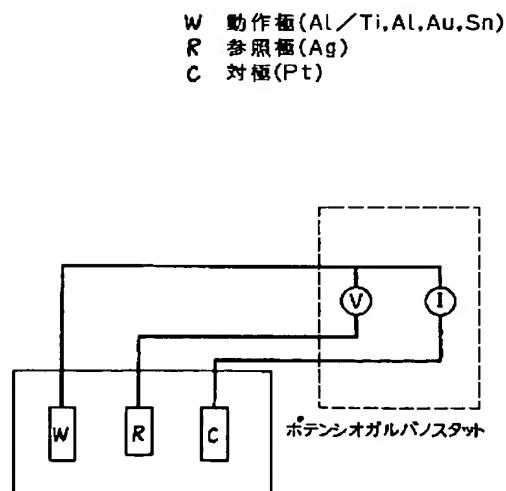 W 動作極(Al/Ti,Al,Au,Sn)
R 参照極(Ag)
C 対極(Pt)
V I
W R C
ポテンシオガルバノスタット